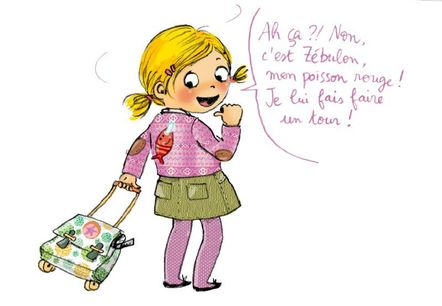 Ah ça ?! Non,
c'est Zébulon,
mon poisson rouge !
Je lui fais faire
un tour !